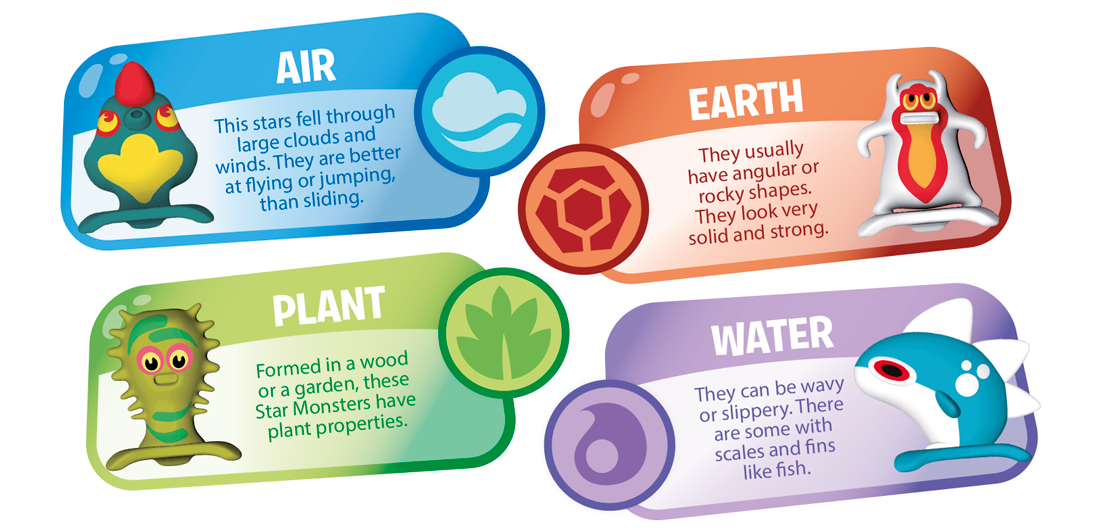 AIR
This stars fell through
large clouds and
winds. They are better
at flying or jumping,
than sliding.
EARTH
They usually
have angular or
rocky shapes.
They look very
solid and strong.
PLANT
Formed in a wood
or a garden, these
Star Monsters have
plant properties.
WATER
They can be wavy
or slippery. There
are some with
scales and fins
like fish.